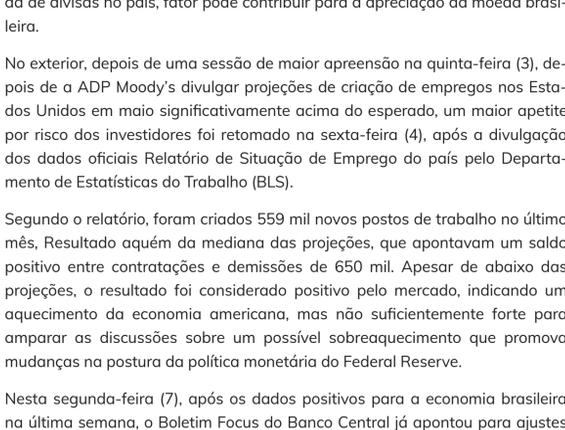 da de divisas no país, fator pode contribuir para a apreciação da moeda brasi-
leira.
No exterior, depois de uma sessão de maior apreensão na quinta-feira (3), de-
pois de a ADP Moody’s divulgar projeções de criação de empregos nos Esta-
dos Unidos em maio significativamente acima do esperado, um maior apetite
por risco dos investidores foi retomado na sexta-feira (4), após a divulgação
dos dados oficiais Relatório de Situação de Emprego do país pelo Departa-
mento de Estatísticas do Trabalho (BLS).
Segundo o relatório, foram criados 559 mil novos postos de trabalho no último
mês, Resultado aquém da mediana das projeções, que apontavam um saldo
positivo entre contratações e demissões de 650 mil. Apesar de abaixo das
projeções, o resultado foi considerado positivo pelo mercado, indicando um
aquecimento da economia americana, mas não suficientemente forte para
amparar as discussões sobre um possível sobreaquecimento que promova
mudanças na postura da política monetária do Federal Reserve.
Nesta segunda-feira (7), após os dados positivos para a economia brasileira
na última semana, o Boletim Focus do Banco Central já apontou para ajustes